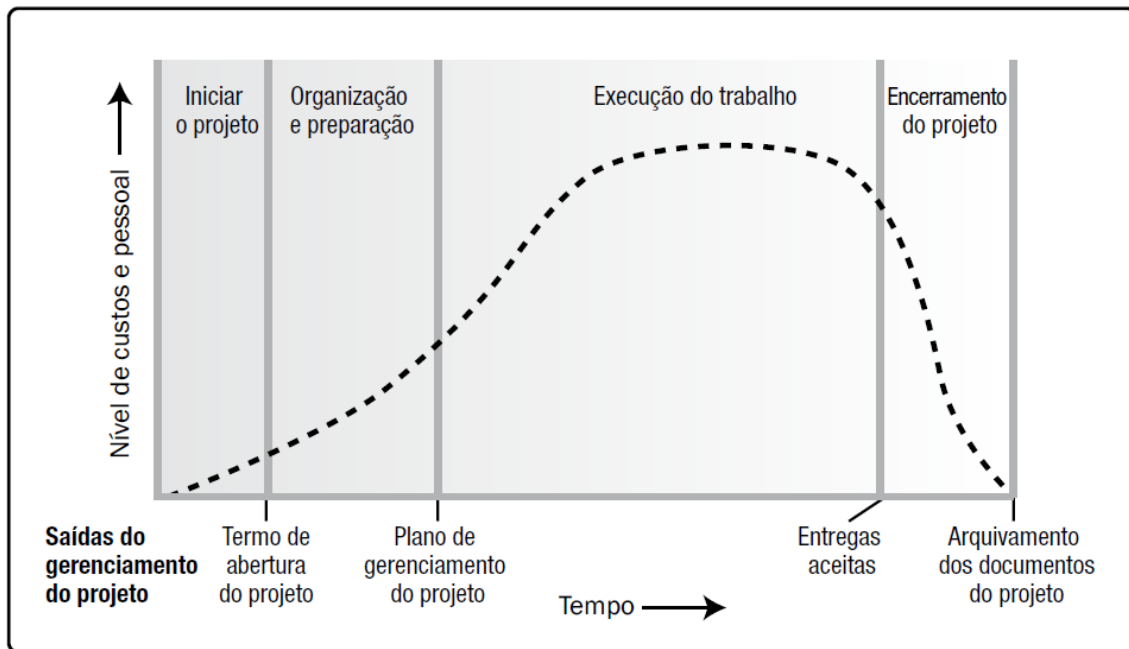 Iniciar
o projeto
Organização
e preparação
Execução do trabalho
Encerramento
do projeto
Nível de custos e pessoal
Saídas do
gerenciamento
do projeto
Termo de
abertura
do projeto
Plano de
gerenciamento
do projeto
Entregas
aceitas
Arquivamento
dos documentos
do projeto
Tempo